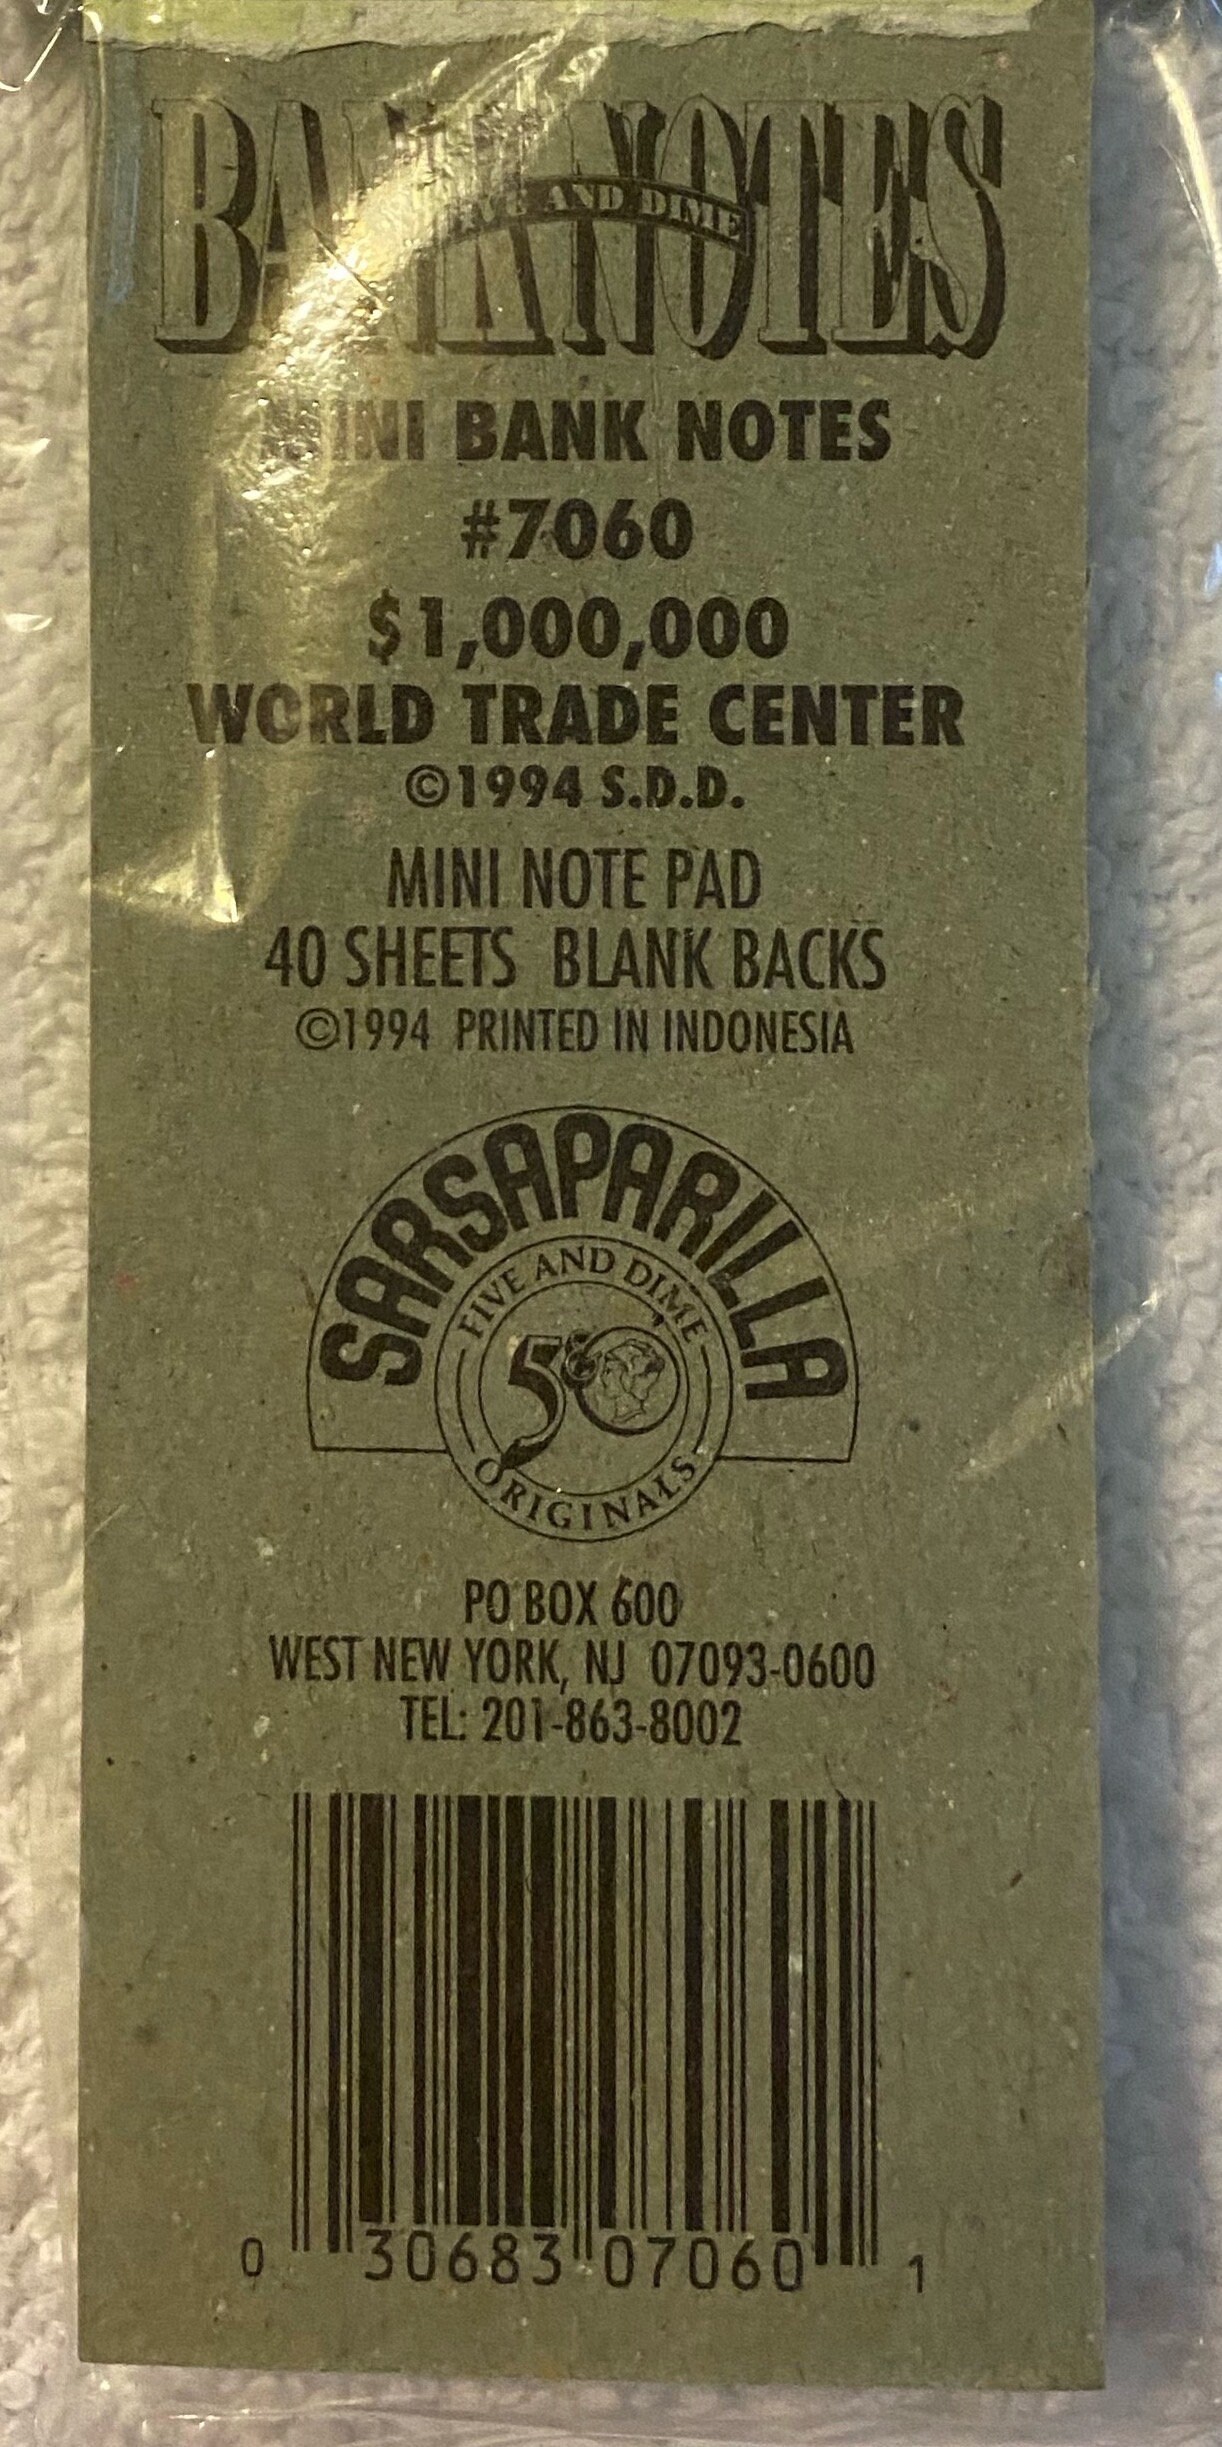 BANKNOTES
FIVE AND DIME
MINI BANK NOTES
#7060
$1,000,000
WORLD TRADE CENTER
©1994 S.D.D.
MINI NOTE PAD
40 SHEETS BLANK BACKS
©1994 PRINTED IN INDONESIA
SARSAPARILLA
FIVE AND DIME
5¢
ORIGINALS
PO BOX 600
WEST NEW YORK, NJ 07093-0600
TEL: 201-863-8002
0 30683 07060 1